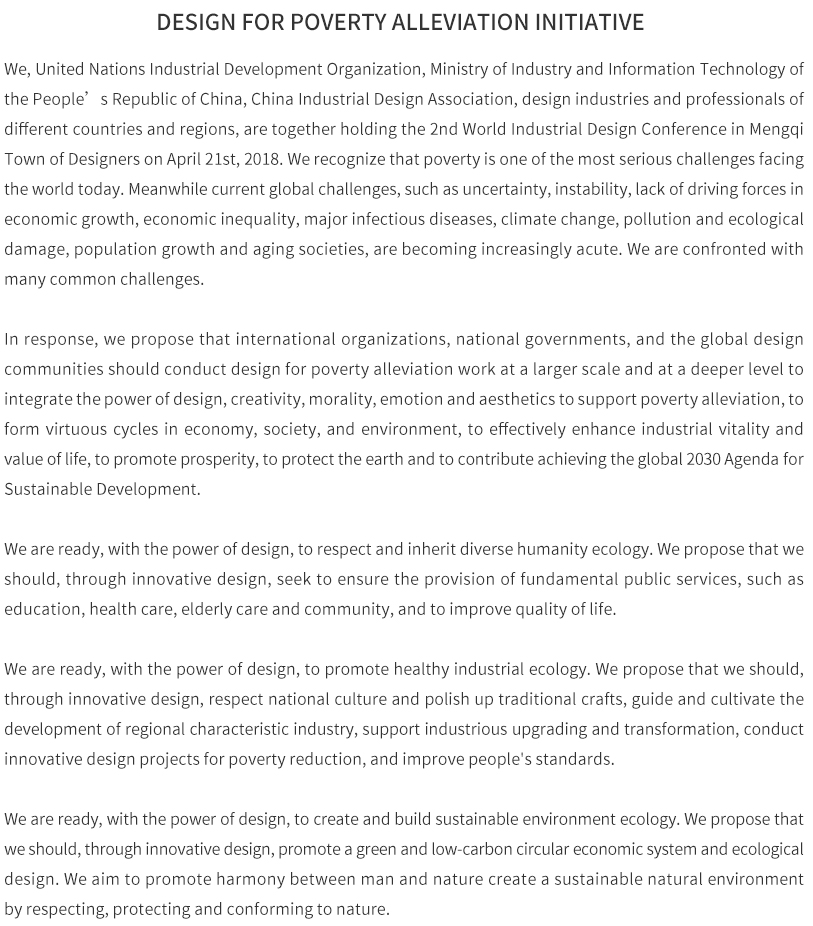 DESIGN FOR POVERTY ALLEVIATION INITIATIVE
We, United Nations Industrial Development Organization, Ministry of Industry and Information Technology of
the People’s Republic of China, China Industrial Design Association, design industries and professionals of
different countries and regions, are together holding the 2nd World Industrial Design Conference in Mengqi
Town of Designers on April 21st, 2018. We recognize that poverty is one of the most serious challenges facing
the world today. Meanwhile current global challenges, such as uncertainty, instability, lack of driving forces in
economic growth, economic inequality, major infectious diseases, climate change, pollution and ecological
damage, population growth and aging societies, are becoming increasingly acute. We are confronted with
many common challenges.
In response, we propose that international organizations, national governments, and the global design
communities should conduct design for poverty alleviation work at a larger scale and at a deeper level to
integrate the power of design, creativity, morality, emotion and aesthetics to support poverty alleviation, to
form virtuous cycles in economy, society, and environment, to effectively enhance industrial vitality and
value of life, to promote prosperity, to protect the earth and to contribute achieving the global 2030 Agenda for
Sustainable Development.
We are ready, with the power of design, to respect and inherit diverse humanity ecology. We propose that we
should, through innovative design, seek to ensure the provision of fundamental public services, such as
education, health care, elderly care and community, and to improve quality of life.
We are ready, with the power of design, to promote healthy industrial ecology. We propose that we should,
through innovative design, respect national culture and polish up traditional crafts, guide and cultivate the
development of regional characteristic industry, support industrious upgrading and transformation, conduct
innovative design projects for poverty reduction, and improve people's standards.
We are ready, with the power of design, to create and build sustainable environment ecology. We propose that
we should, through innovative design, promote a green and low-carbon circular economic system and ecological
design. We aim to promote harmony between man and nature create a sustainable natural environment
by respecting, protecting and conforming to nature.